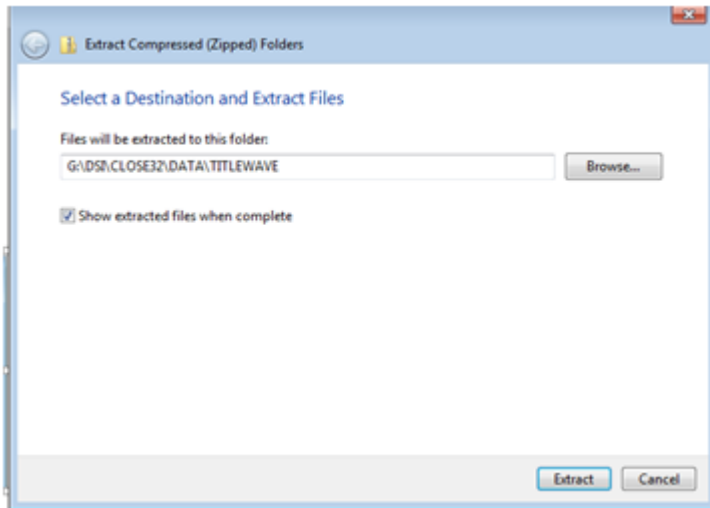 Extract Compressed (Zipped) Folders
Select a Destination and Extract Files
Files will be extracted to this folder:
G:\DSI\CLOSE32\DATA\TITLEWAVE
Browse...
Show extracted files when complete
Extract
Cancel